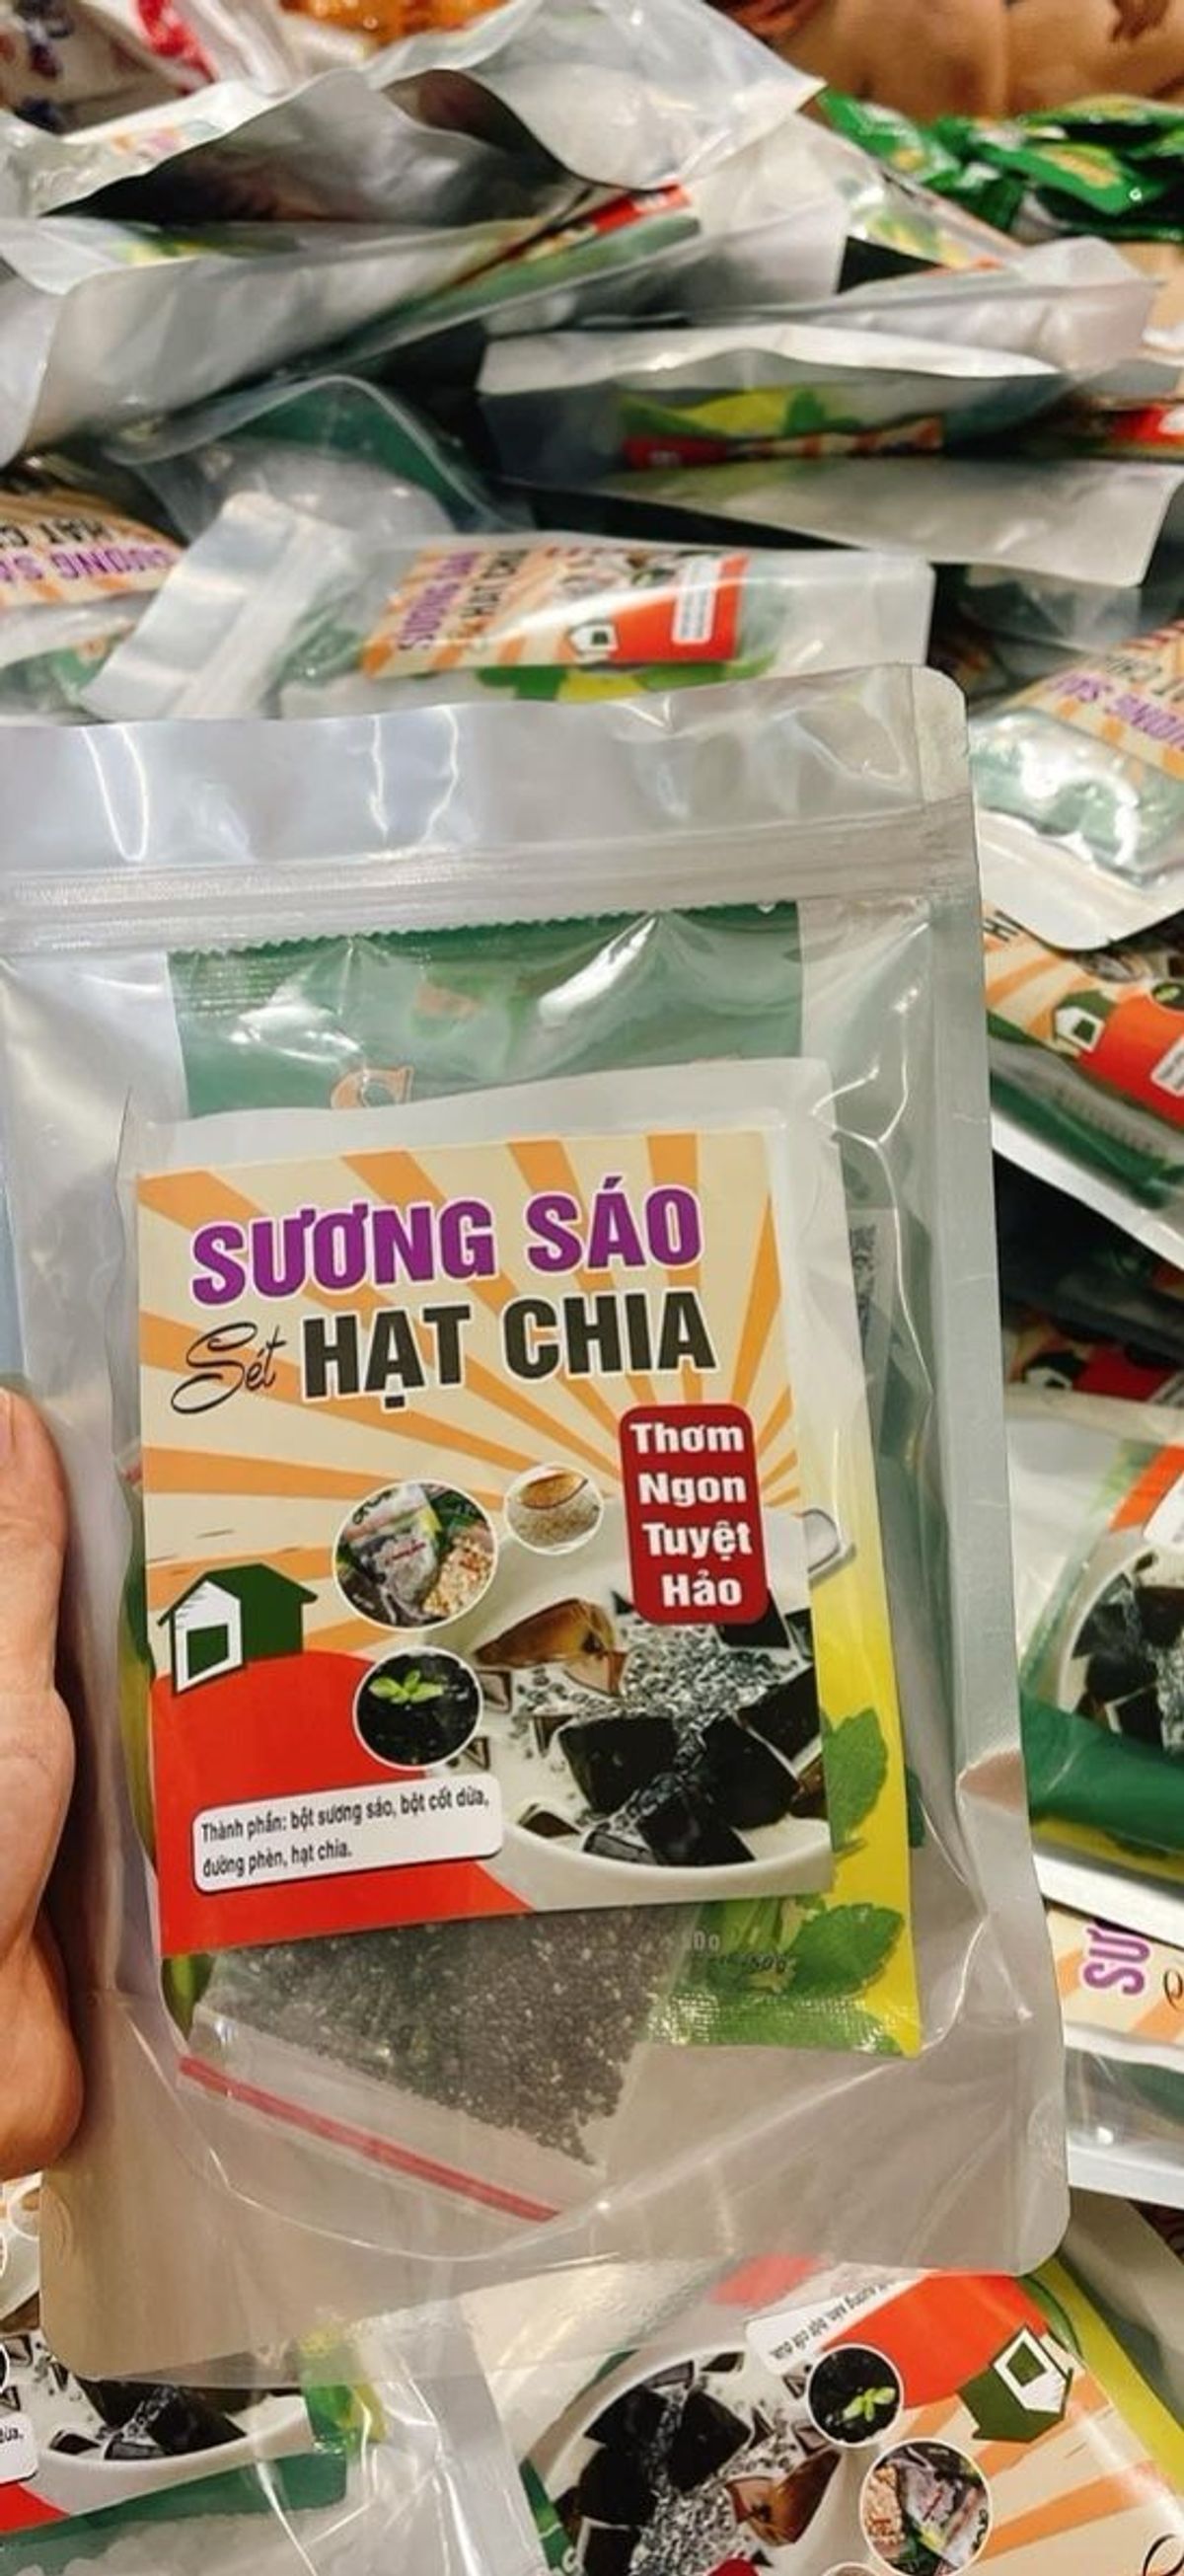 SƯƠNG SÁO
Sét HẠT CHIA
Thơm
Ngon
Tuyệt
Hảo
Thành phần: bột sương sáo, bột cốt dừa,
đường phèn, hạt chia.